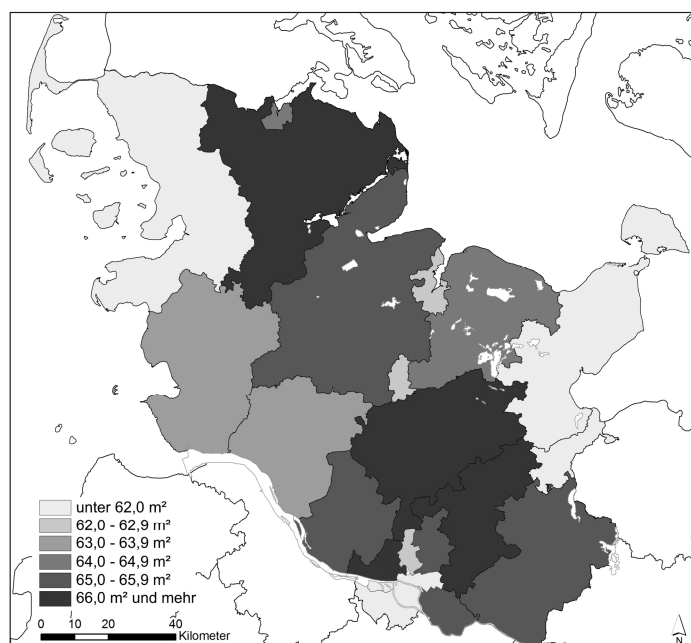 unter 62,0 m²
62,0 - 62,9 m²
63,0 - 63,9 m²
64,0 - 64,9 m²
65,0 - 65,9 m²
66,0 m² und mehr
0 10 20 40
Kilometer
N